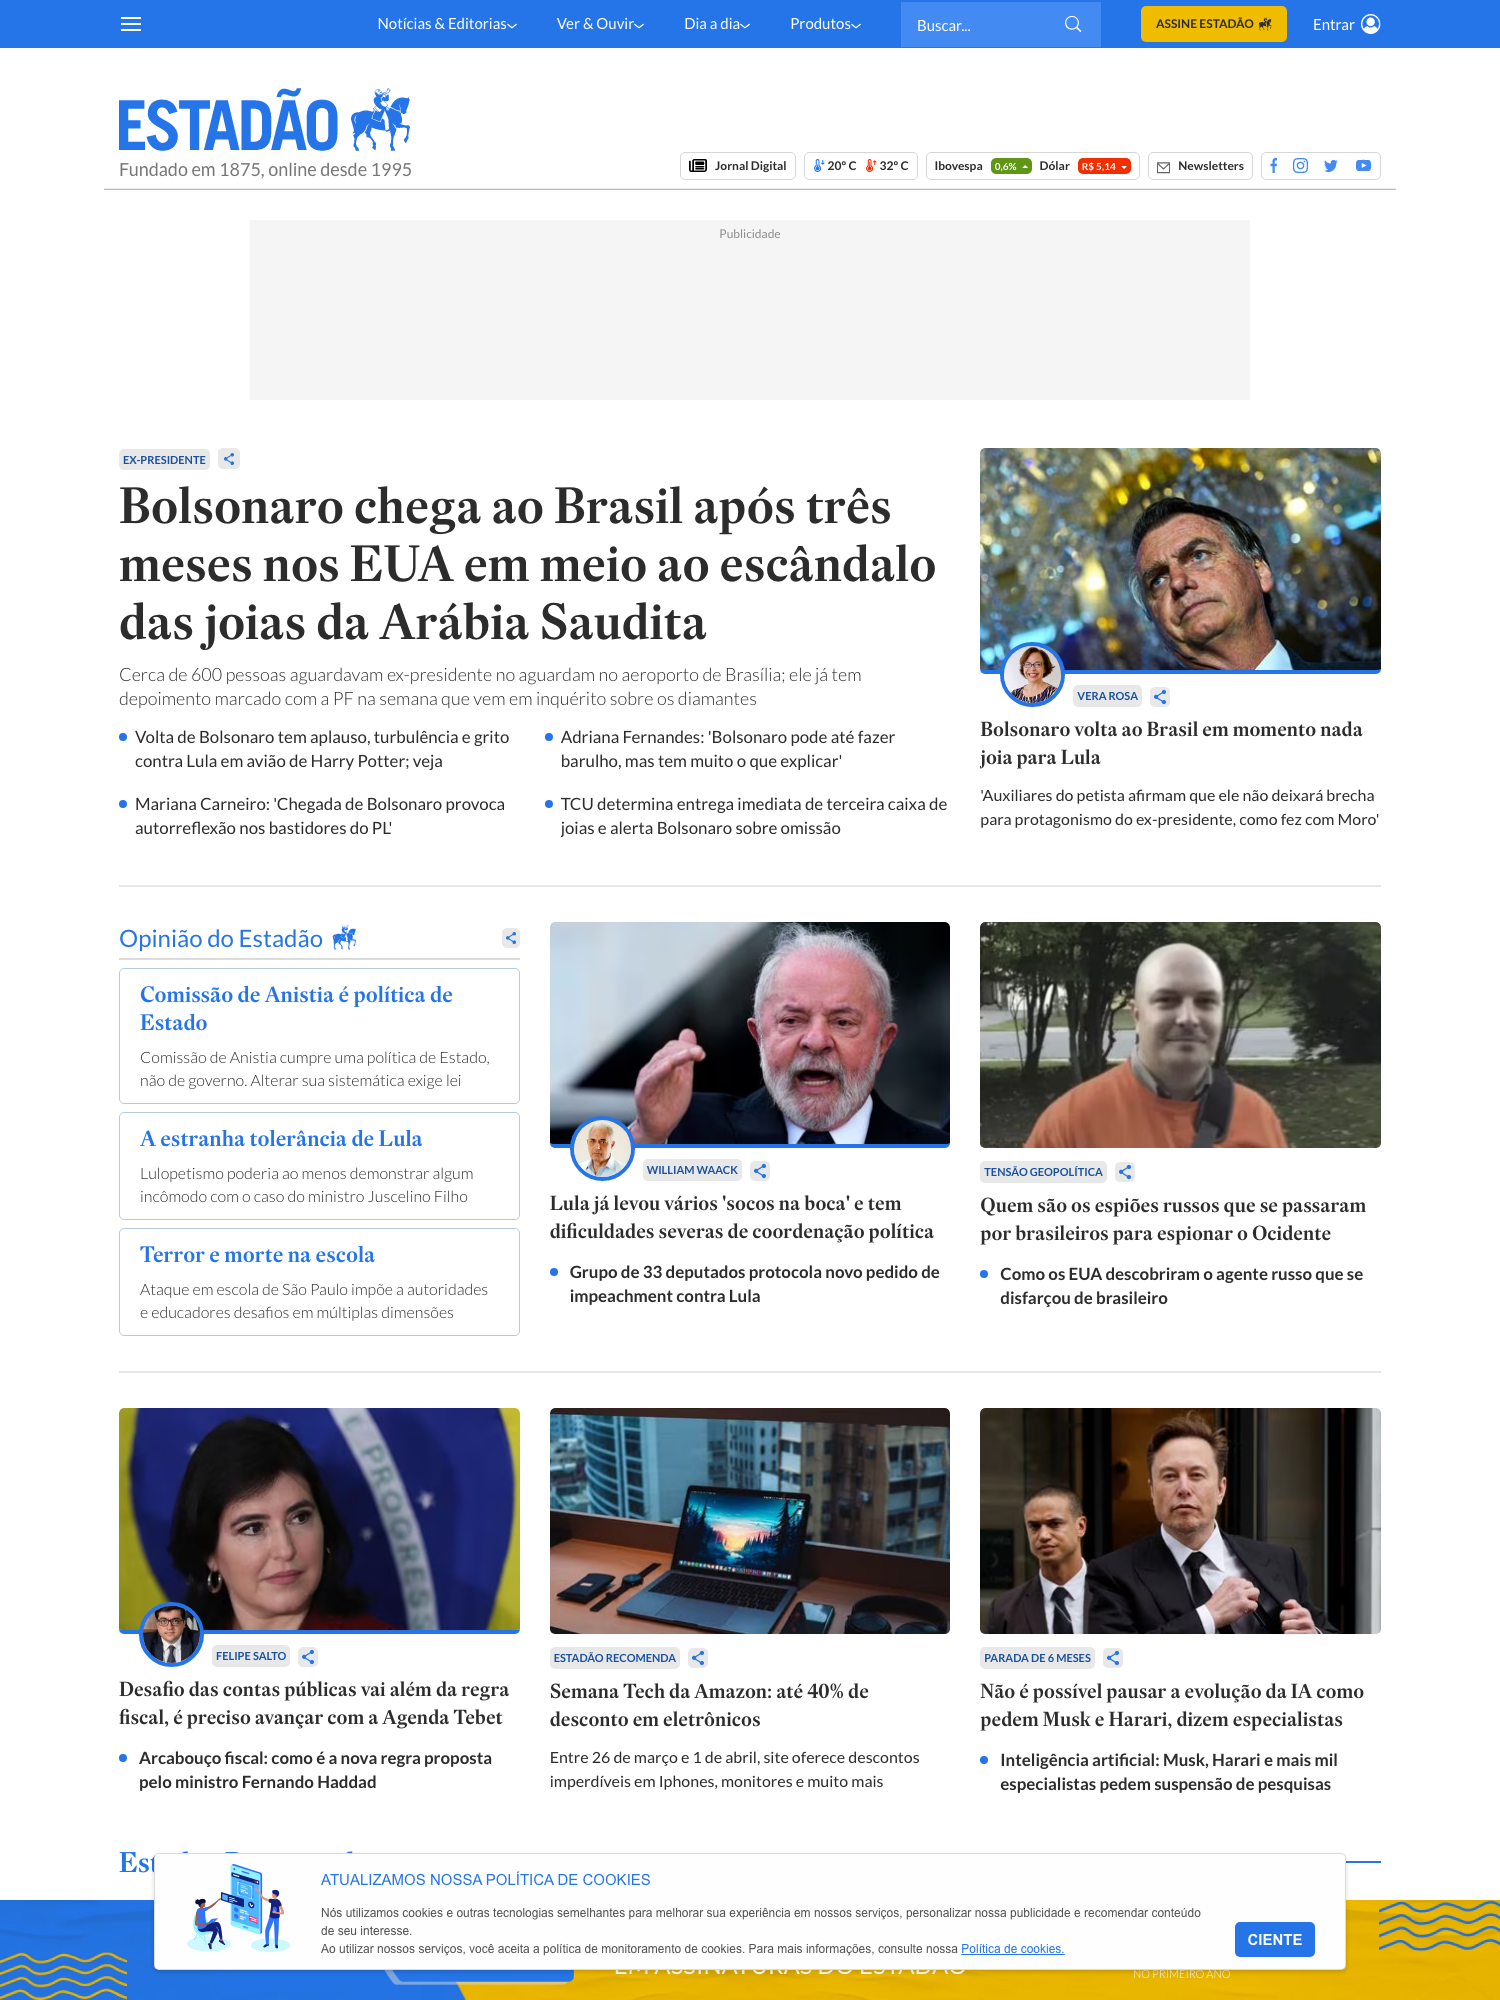 Notícias & Editorias
Ver & Ouvir
Dia a dia
Produtos
Buscar...
ASSINE ESTADÃO
Entrar
ESTADÃO
Fundado em 1875, online desde 1995
Jornal Digital
20º C 32º C
Ibovespa 0,6% Dólar R$ 5,14
Newsletters
Publicidade
EX-PRESIDENTE
Bolsonaro chega ao Brasil após três
meses nos EUA em meio ao escândalo
das joias da Arábia Saudita
Cerca de 600 pessoas aguardavam ex-presidente no aguardam no aeroporto de Brasília; ele já tem
depoimento marcado com a PF na semana que vem em inquérito sobre os diamantes
Volta de Bolsonaro tem aplauso, turbulência e grito
contra Lula em avião de Harry Potter; veja
Adriana Fernandes: 'Bolsonaro pode até fazer
barulho, mas tem muito o que explicar'
Mariana Carneiro: 'Chegada de Bolsonaro provoca
autorreflexão nos bastidores do PL'
TCU determina entrega imediata de terceira caixa de
joias e alerta Bolsonaro sobre omissão
VERA ROSA
Bolsonaro volta ao Brasil em momento nada
joia para Lula
'Auxiliares do petista afirmam que ele não deixará brecha
para protagonismo do ex-presidente, como fez com Moro'
Opinião do Estadão
Comissão de Anistia é política de
Estado
Comissão de Anistia cumpre uma política de Estado,
não de governo. Alterar sua sistemática exige lei
A estranha tolerância de Lula
Lulopetismo poderia ao menos demonstrar algum
incômodo com o caso do ministro Juscelino Filho
Terror e morte na escola
Ataque em escola de São Paulo impõe a autoridades
e educadores desafios em múltiplas dimensões
WILLIAM WAACK
Lula já levou vários 'socos na boca' e tem
dificuldades severas de coordenação política
Grupo de 33 deputados protocola novo pedido de
impeachment contra Lula
TENSÃO GEOPOLÍTICA
Quem são os espiões russos que se passaram
por brasileiros para espionar o Ocidente
Como os EUA descobriram o agente russo que se
disfarçou de brasileiro
PROGRES
FELIPE SALTO
Desafio das contas públicas vai além da regra
fiscal, é preciso avançar com a Agenda Tebet
Arcabouço fiscal: como é a nova regra proposta
pelo ministro Fernando Haddad
ESTADÃO RECOMENDA
Semana Tech da Amazon: até 40% de
desconto em eletrônicos
Entre 26 de março e 1 de abril, site oferece descontos
imperdíveis em Iphones, monitores e muito mais
PARADA DE 6 MESES
Não é possível pausar a evolução da IA como
pedem Musk e Harari, dizem especialistas
Inteligência artificial: Musk, Harari e mais mil
especialistas pedem suspensão de pesquisas
ATUALIZAMOS NOSSA POLÍTICA DE COOKIES
Nós utilizamos cookies e outras tecnologias semelhantes para melhorar sua experiência em nossos serviços, personalizar nossa publicidade e recomendar conteúdo
de seu interesse.
Ao utilizar nossos serviços, você aceita a política de monitoramento de cookies. Para mais informações, consulte nossa Política de cookies.
CIENTE
EM ASSINATURAS DO ESTADÃO
NO PRIMEIRO ANO